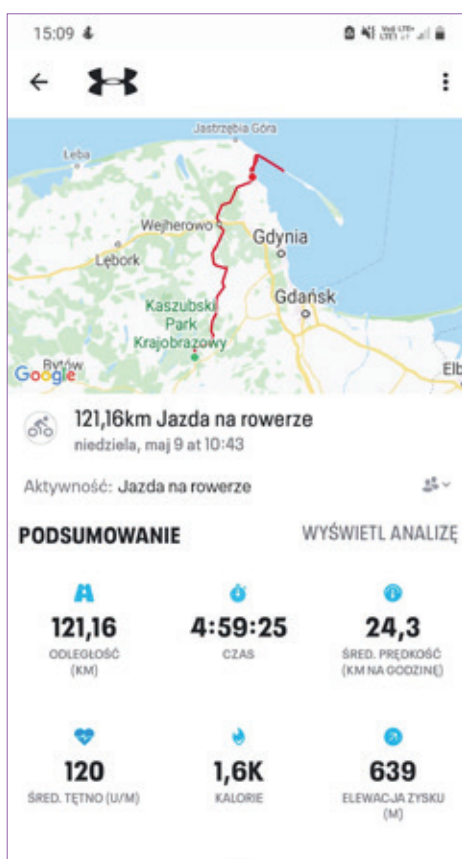 15:09
Jastrzębia Góra
Łeba
Wejherowo
Gdynia
Lębork
Gdańsk
Kaszubski
Park
Krajobrazowy
Bytów
Elb
Google
121,16km Jazda na rowerze
niedziela, maj 9 at 10:43
Aktywność: Jazda na rowerze
PODSUMOWANIE WYŚWIETL ANALIZĘ
121,16 4:59:25 24,3
ODLEGŁOŚĆ CZAS ŚRED. PRĘDKOŚĆ
(KM) (KM NA GODZINĘ)
120 1,6K 639
ŚRED. TĘTNO (U/M) KALORIE ELEWACJA ZYSKU
(M)